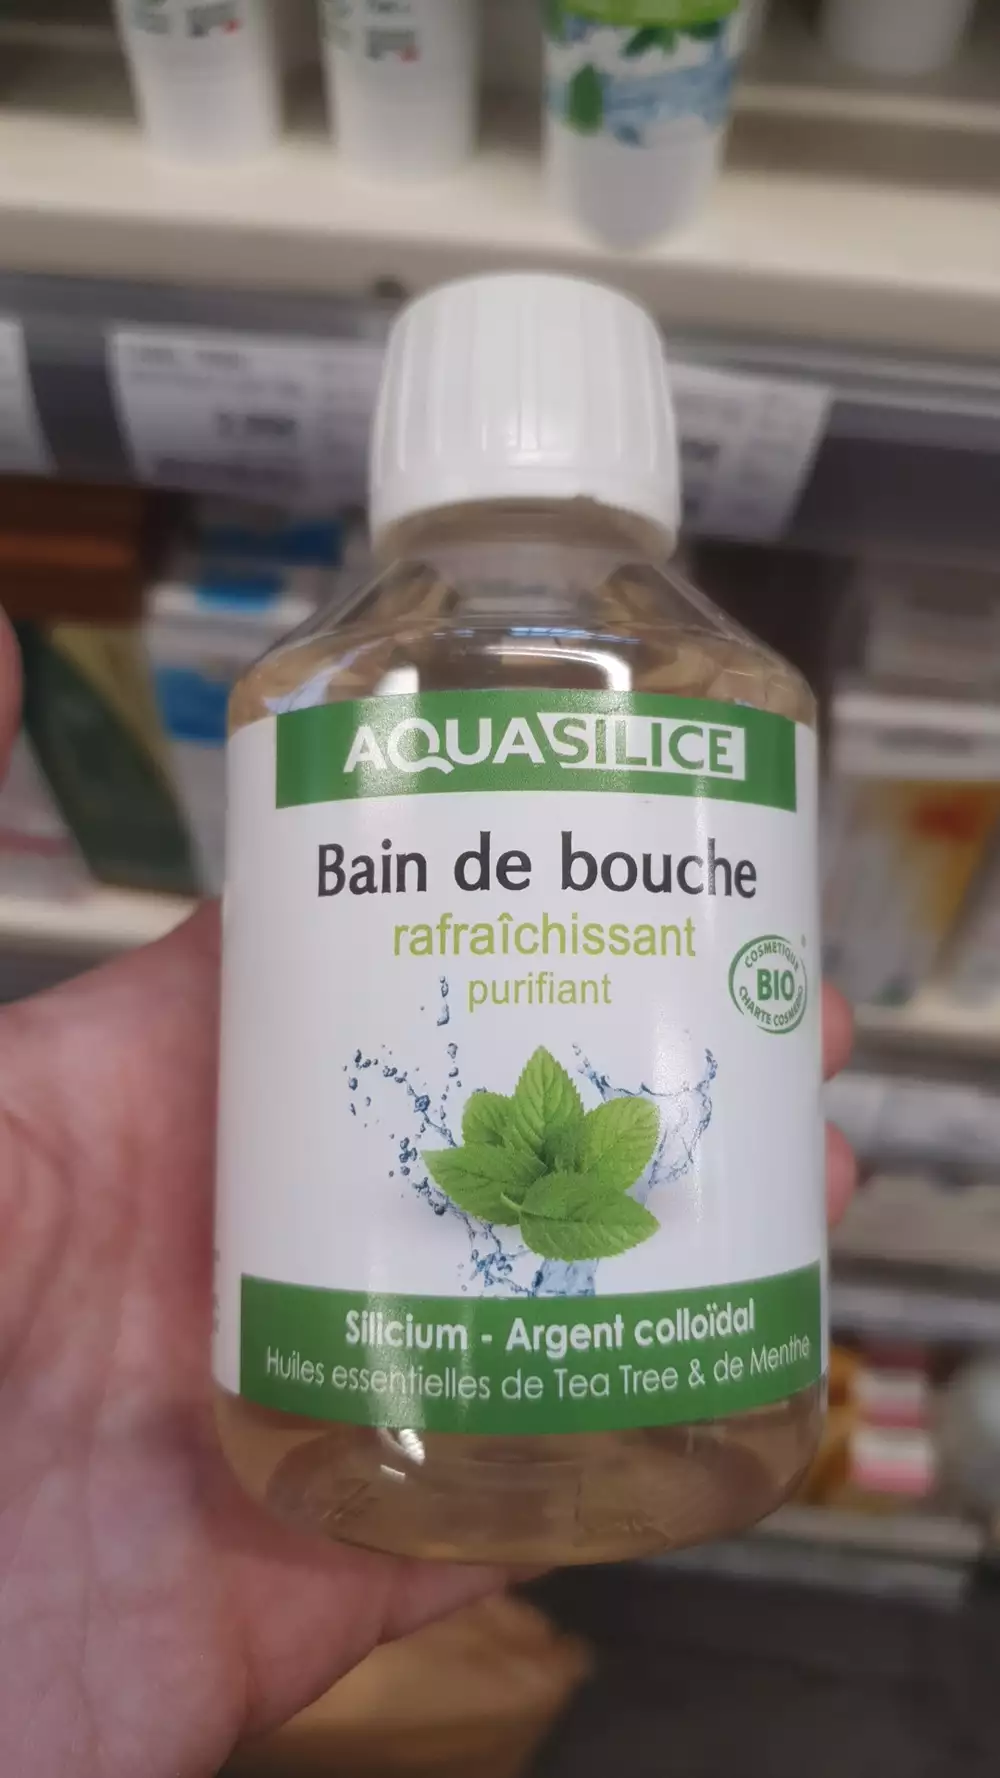 AQUASILICE
Bain de bouche
rafraîchissant
purifiant
COSMETIQUE
BIO
CHARTE COSME
Silicium - Argent colloïdal
Huiles essentielles de Tea Tree & de Menthe